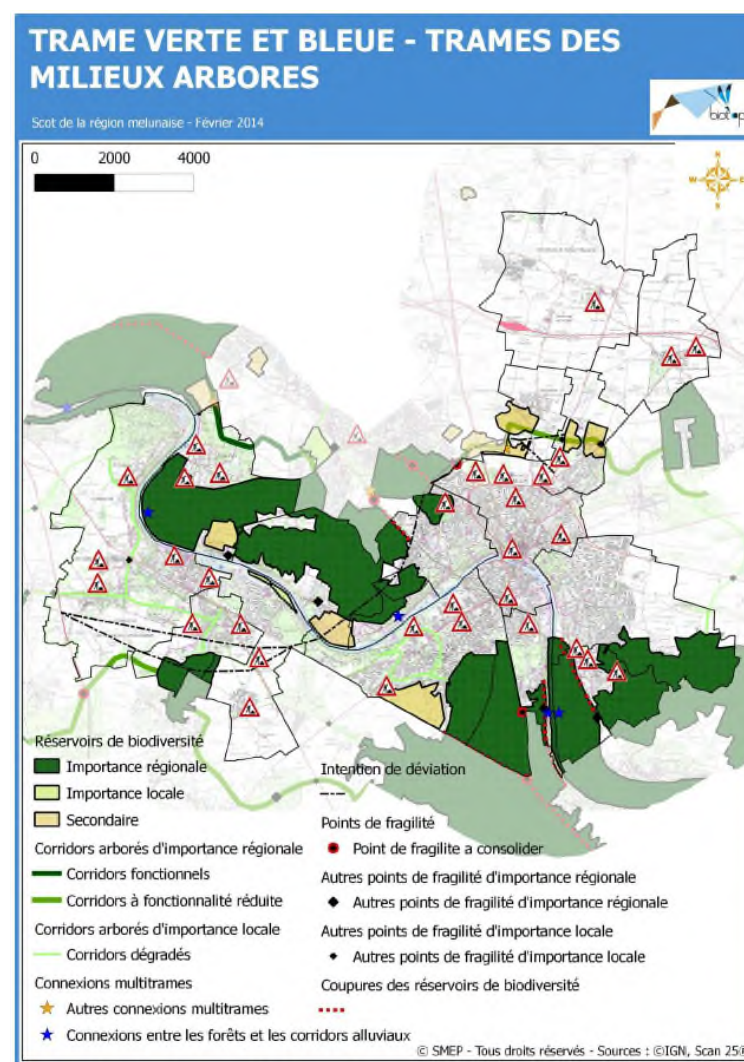 TRAME VERTE ET BLEUE - TRAMES DES
MILIEUX ARBORES
Scot de la région melunaise - Février 2014
0 2000 4000
N
W
Réservoirs de biodiversité
Importance régionale
Importance locale
Secondaire
Corridors arborés d'importance régionale
Corridors fonctionnels
Corridors à fonctionnalité réduite
Corridors arborés d'importance locale
Corridors dégradés
Connexions multitrames
Autres connexions multitrames
Connexions entre les forêts et les corridors alluviaux
Intention de déviation
Points de fragilité
Point de fragilite a consolider
Autres points de fragilité d'importance régionale
Autres points de fragilité d'importance régionale
Autres points de fragilité d'importance locale
Autres points de fragilité d'importance locale
Coupures des réservoirs de biodiversité
© SMEP - Tous droits réservés - Sources : ©IGN, Scan 25®